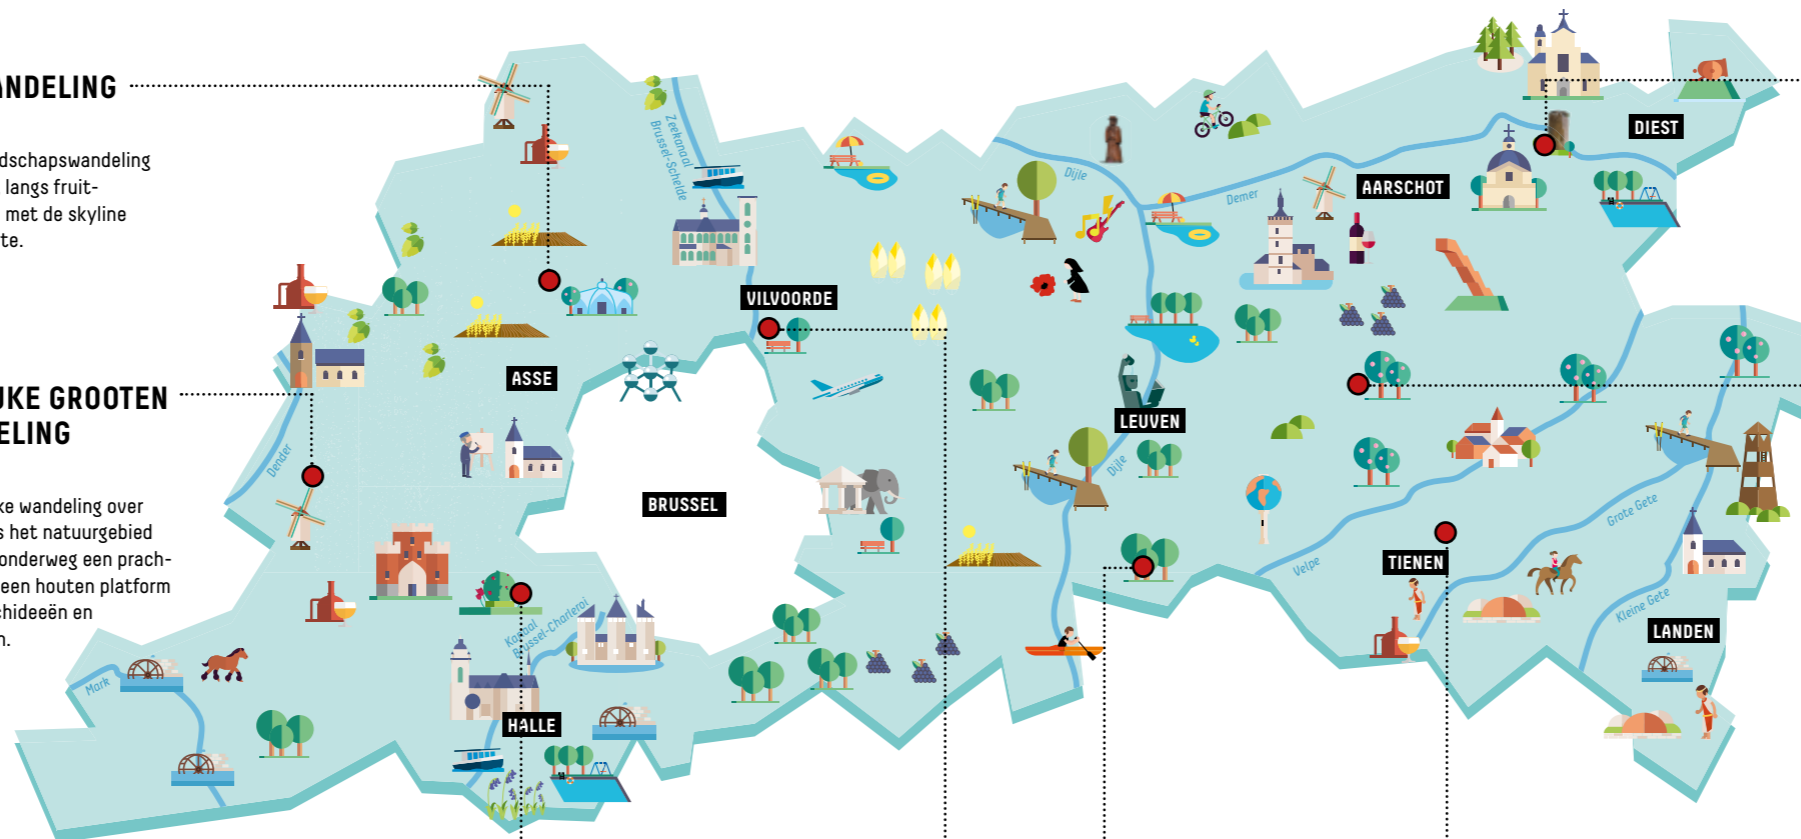 ANDELING
dschapswandeling
langs fruit-
met de skyline
te.
JKE GROOTEN
ELING
ke wandeling over
s het natuurgebied
onderweg een prach-
een houten platform
chideeën en
n.
Zeekanaal
Brussel-Schelde
Dijle
Demer
DIEST
AARSCHOT
VILVOORDE
ASSE
LEUVEN
Dender
Dijle
BRUSSEL
Grote Gete
Velpe
TIENEN
Kleine Gete
LANDEN
Kanaal
Brussel-Charleroi
Mark
HALLE